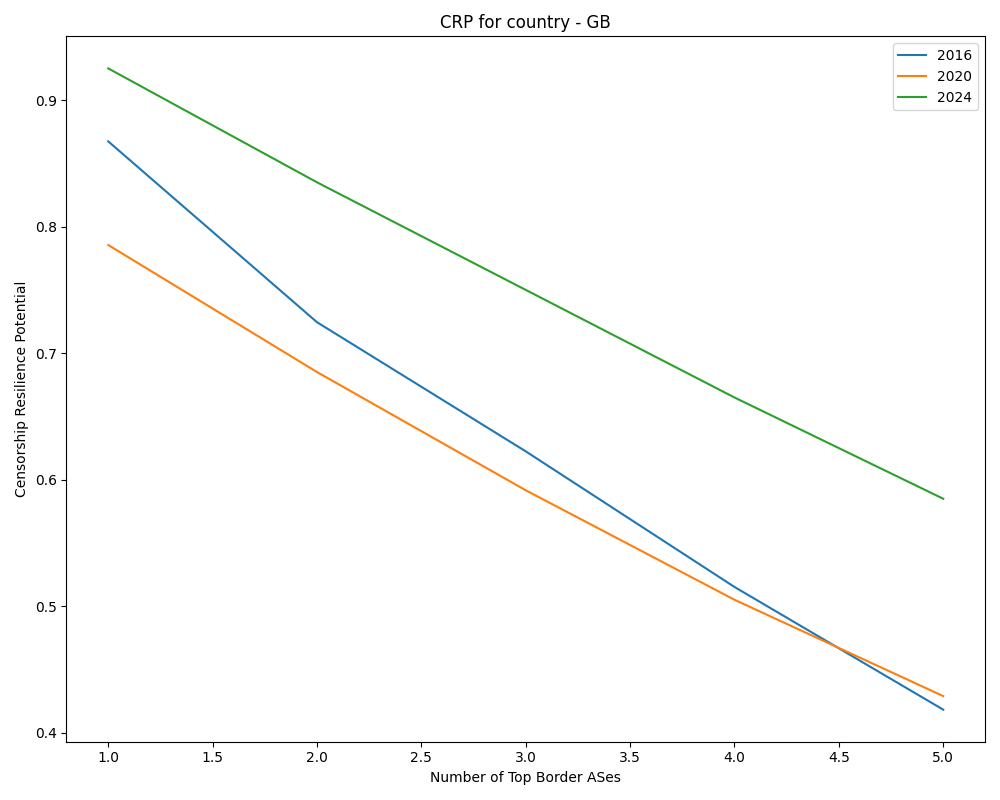 CRP for country - GB
2016
2020
2024
Censorship Resilience Potential
0.9
0.8
0.7
0.6
0.5
0.4
1.0 1.5 2.0 2.5 3.0 3.5 4.0 4.5 5.0
Number of Top Border ASes